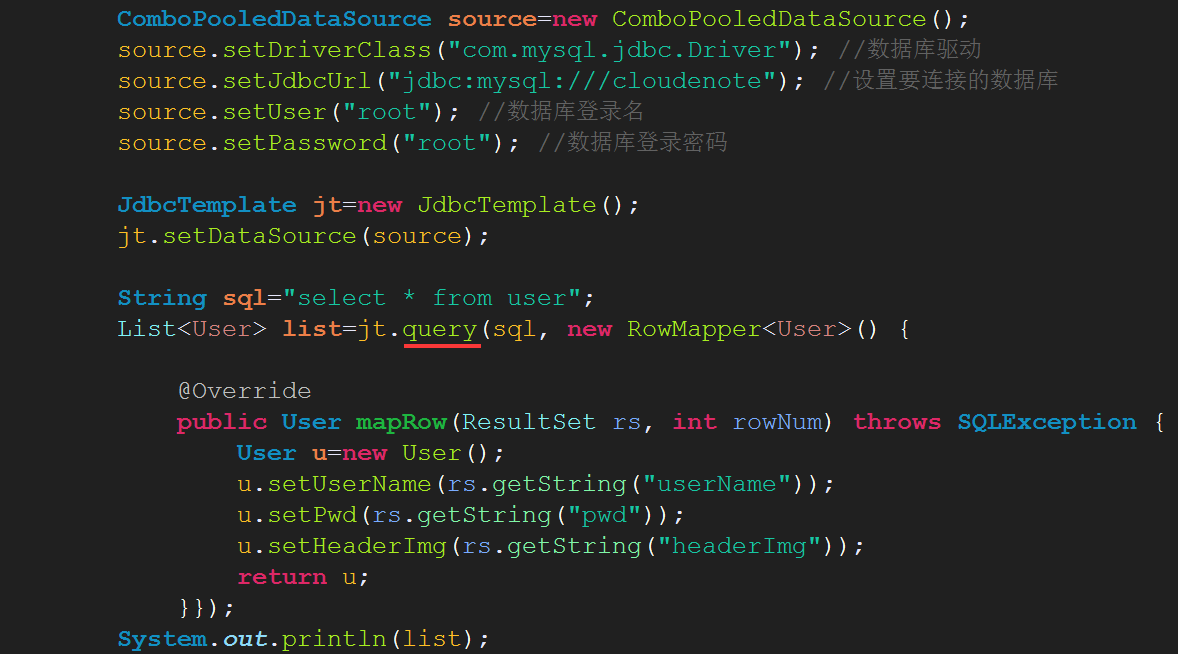 ComboPooledDataSource source=new ComboPooledDataSource();
source.setDriverClass("com.mysql.jdbc.Driver"); //数据库驱动
source.setJdbcUrl("jdbc:mysql:///cloudenote"); //设置要连接的数据库
source.setUser("root"); //数据库登录名
source.setPassword("root"); //数据库登录密码
JdbcTemplate jt=new JdbcTemplate();
jt.setDataSource(source);
String sql="select * from user";
List<User> list=jt.query(sql, new RowMapper<User>() {
@Override
public User mapRow(ResultSet rs, int rowNum) throws SQLException {
User u=new User();
u.setUserName(rs.getString("userName"));
u.setPwd(rs.getString("pwd"));
u.setHeaderImg(rs.getString("headerImg"));
return u;
}});
System.out.println(list);